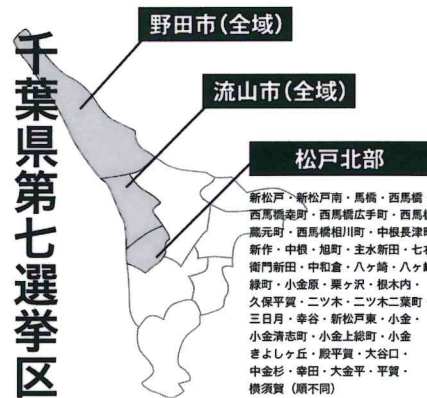 千葉県第七選挙区
野田市(全域)
流山市(全域)
松戸北部
新松戸・新松戸南・馬橋・西馬橋
西馬橋幸町・西馬橋広手町・西馬橋
蔵元町・西馬橋相川町・中根長津町
新作・中根・旭町・主水新田・七右
衛門新田・中和倉・八ヶ崎・八ヶ崎
緑町・小金原・栗ヶ沢・根木内・
久保平賀・二ツ木・二ツ木二葉町・
三日月・幸谷・新松戸東・小金・
小金清志町・小金上総町・小金
きよしヶ丘・殿平賀・大谷口・
中金杉・幸田・大金平・平賀・
横須賀(順不同)